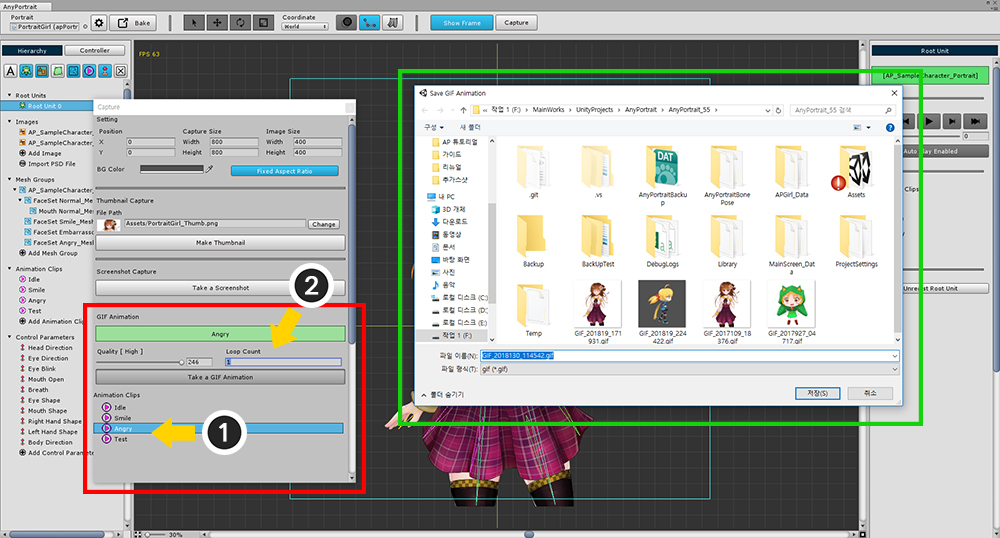 AnyPortrait
Portrait
PortraitGirl (apPortr
Bake
Coordinate
World
Show Frame
Capture
Hierarchy
Controller
FPS 63
Root Units
Root Unit 0
Images
AP_SampleCharacter_
AP_SampleCharacter_
Add Image
Import PSD File
Mesh Groups
AP_SampleCharacter_
FaceSet Normal_Me
Mouth Normal_Me
FaceSet Smile_Mesh
FaceSet Embarrass
FaceSet Angry_Mesh
Add Mesh Group
Animation Clips
Idle
Smile
Angry
Test
Add Animation Clip
Control Parameters
Head Direction
Eye Direction
Eye Blink
Mouth Open
Breath
Eye Shape
Mouth Shape
Right Hand Shape
Left Hand Shape
Body Direction
Add Control Parame
Capture
Setting
Position
Capture Size
Image Size
X
0
Width
800
Width
400
Y
0
Height
800
Height
400
BG Color
Fixed Aspect Ratio
Thumbnail Capture
File Path
Assets/PortraitGirl_Thumb.png
Change
Make Thumbnail
Screenshot Capture
Take a Screenshot
2
GIF Animation
Angry
Quality [ High ]
Loop Count
246
1
Take a GIF Animation
Animation Clips
Idle
Smile
Angry
Test
1
Save GIF Animation
작업 1 (F:)
MainWorks
UnityProjects
AnyPortrait
AnyPortrait_55
AnyPortrait_55 검색
구성
새 폴더
AP 튜토리얼
가이드
리뉴얼
추가스샷
내 PC
3D 개체
다운로드
동영상
문서
바탕 화면
사진
음악
로컬 디스크 (C:)
로컬 디스크 (D:)
로컬 디스크 (E:)
작업 1 (F:)
.git
.vs
DAT
AnyPortraitBackup
AnyPortraitBonePose
APGirl_Data
Assets
Backup
BackUpTest
DebugLogs
Library
MainScreen_Data
ProjectSettings
Temp
GIF_201819_171931.gif
GIF_201819_224422.gif
GIF_2017109_18376.gif
GIF_2017927_04717.gif
파일 이름(N):
GIF_2018130_114542.gif
파일 형식(T):
gif (*.gif)
폴더 숨기기
저장(S)
취소
Root Unit
[AP_SampleCharacter_Portrait]
0
Auto Play Enabled
Clips
Unregist Root Unit
30%